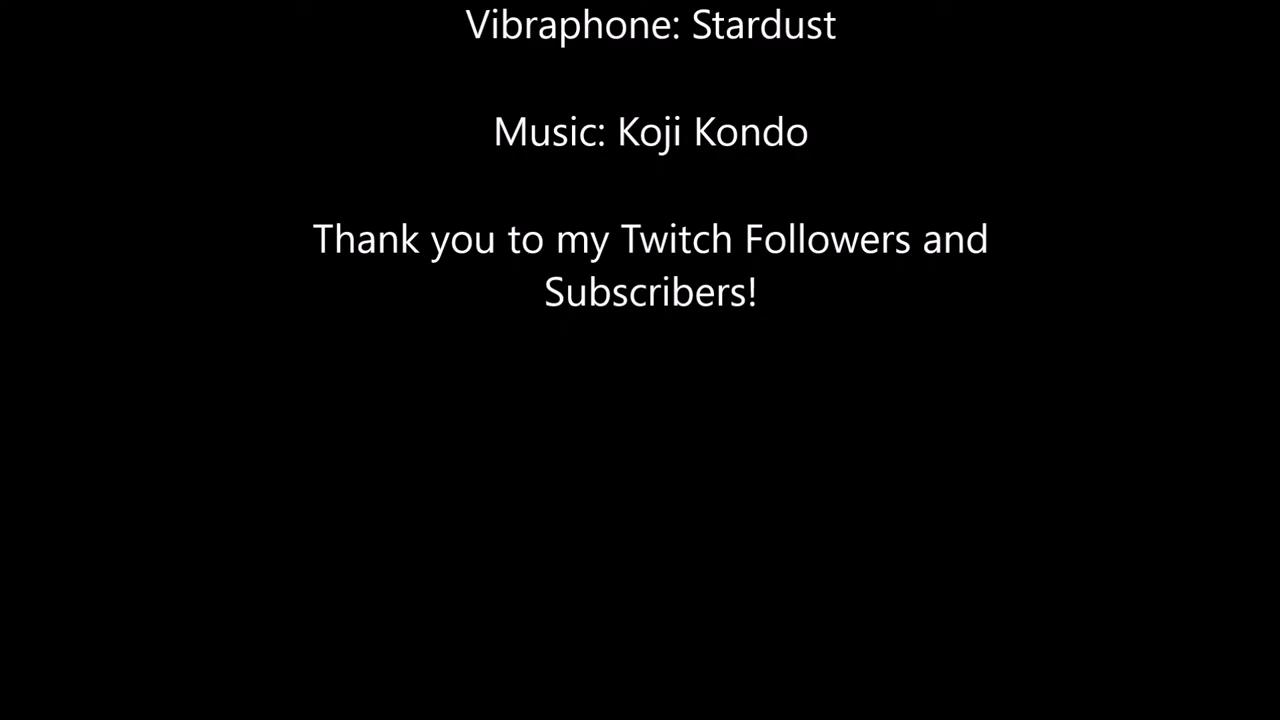 Vibraphone: Stardust
Music: Koji Kondo
Thank you to my Twitch Followers and
Subscribers!